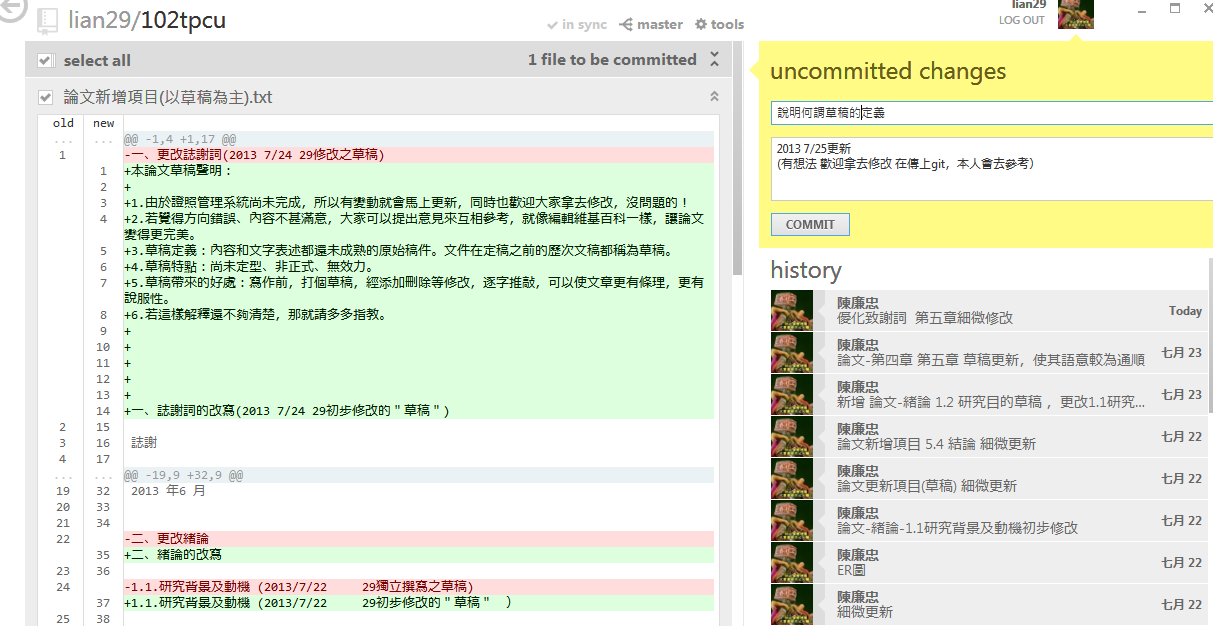 lian29/102tpcu
in sync master tools
lian29
LOG OUT
select all 1 file to be committed
論文新增項目(以草稿為主).txt
old new
... ... @@ -1,4 +1,17 @@
1 -一、更改誌謝詞(2013 7/24 29修改之草稿)
1 +本論文草稿聲明：
2 +
3 +1.由於證照管理系統尚未完成，所以有變動就會馬上更新，同時也歡迎大家拿去修改，沒問題的！
4 +2.若覺得方向錯誤、內容不甚滿意，大家可以提出意見來互相參考，就像編輯維基百科一樣，讓論文
變得更完美。
5 +3.草稿定義：內容和文字表述都還未成熟的原始稿件。文件在定稿之前的歷次文稿都稱為草稿。
6 +4.草稿特點：尚未定型、非正式、無效力。
7 +5.草稿帶來的好處：寫作前，打個草稿，經添加刪除等修改，逐字推敲，可以使文章更有條理，更有
說服性。
8 +6.若這樣解釋還不夠清楚，那就請多多指教。
9 +
10 +
11 +
12 +
13 +
14 +一、誌謝詞的改寫(2013 7/24 29初步修改的＂草稿＂)
2 15
3 16 誌謝
4 17
... ... @@ -19,9 +32,9 @@
19 32 2013 年6 月
20 33
21 34
22 -二、更改緒論
35 +二、緒論的改寫
23 36
24 -1.1.研究背景及動機 (2013/7/22 29獨立撰寫之草稿)
37 +1.1.研究背景及動機 (2013/7/22 29初步修改的＂草稿＂ ）
25 38
uncommitted changes
說明何謂草稿的定義
2013 7/25更新
(有想法 歡迎拿去修改 在傳上git，本人會去參考)
COMMIT
history
陳廉忠
優化致謝詞 第五章細微修改 Today
陳廉忠
論文-第四章 第五章 草稿更新，使其語意較為通順 七月 23
陳廉忠
新增 論文-緒論 1.2 研究目的草稿 ，更改1.1研究... 七月 23
陳廉忠
論文新增項目 5.4 結論 細微更新 七月 22
陳廉忠
論文更新項目(草稿) 細微更新 七月 22
陳廉忠
論文-緒論-1.1研究背景及動機初步修改 七月 22
陳廉忠
ER圖 七月 22
陳廉忠
細微更新 七月 22